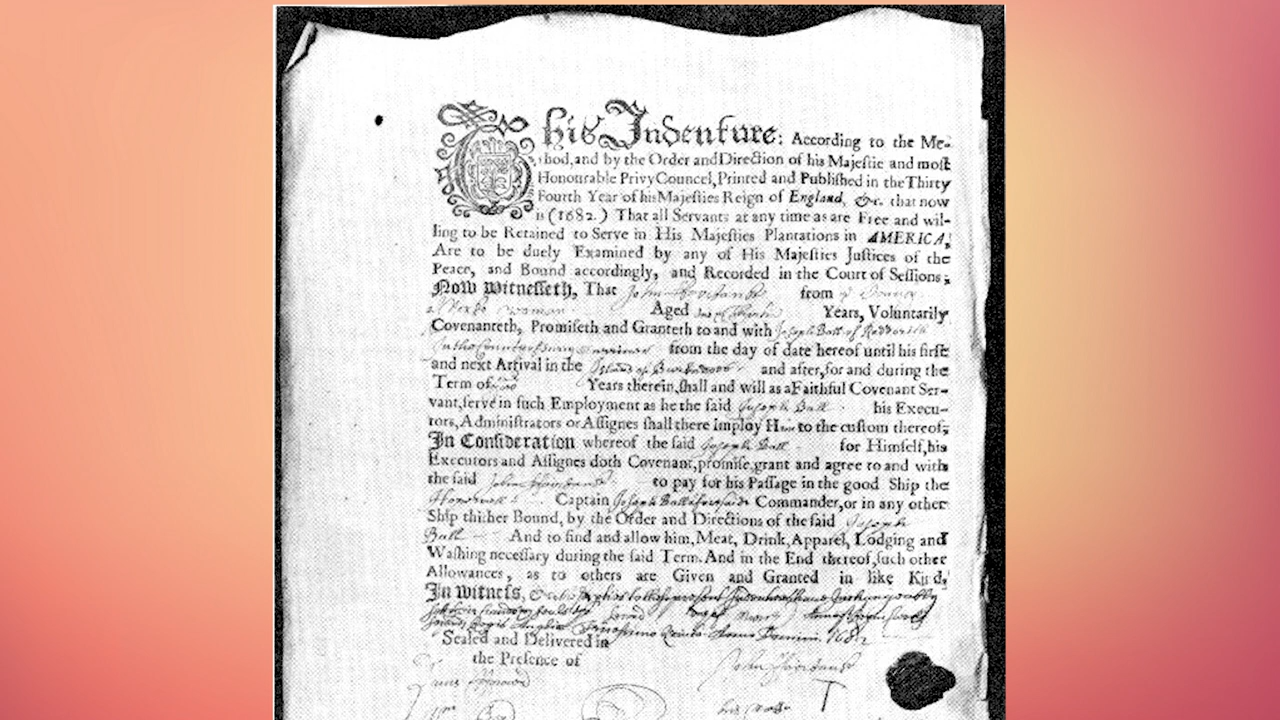 This Indenture: According to the Me-
thod, and by the Order and Direction of his Majestie and most
Honourable Privy Councel, Printed and Published in the Thirty
Fourth Year of his Majesties Reign of England, &c. that now
is (1682.) That all Servants at any time as are Free and wil-
ling to be Retained to Serve in His Majesties Plantations in AMERICA,
Are to be duely Examined by any of His Majesties Justices of the
Peace, and Bound accordingly, and Recorded in the Court of Sessions;
Now Witnesseth, That John from
Aged Years, Voluntarily
Covenanteth, Promiseth and Granteth to and with Joseph Ball of
from the day of date hereof until his first
and next Arrival in the and after, for and during the
Term of Years therein, shall and will as a Faithful Covenant Ser-
vant, serve in such Employment as he the said Joseph Ball his Execu-
tors, Administrators or Assignes shall there imploy Him to the custom thereof;
In Consideration whereof the said Joseph Ball for Himself, his
Executors and Assignes doth Covenant, promise, grant and agree to and with
the said John to pay for his Passage in the good Ship the
Captain Joseph Ball Commander, or in any other
Ship thither Bound, by the Order and Directions of the said Joseph
Ball And to find and allow him, Meat, Drink, Apparel, Lodging and
Washing necessary during the said Term. And in the End thereof, such other
Allowances, as to others are Given and Granted in like Kind,
In Witness,
Anno Domini 1682
Sealed and Delivered in
the Presence of
John
his